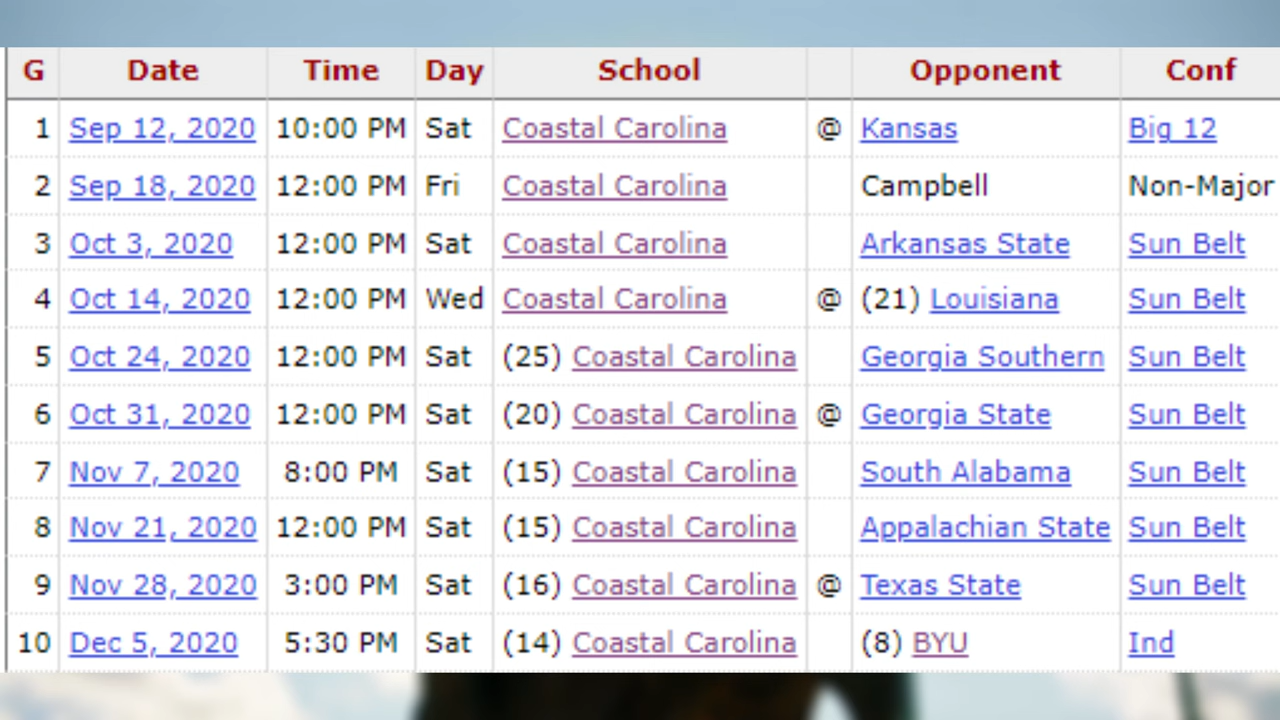 G Date Time Day School Opponent Conf
1 Sep 12, 2020 10:00 PM Sat Coastal Carolina @ Kansas Big 12
2 Sep 18, 2020 12:00 PM Fri Coastal Carolina Campbell Non-Major
3 Oct 3, 2020 12:00 PM Sat Coastal Carolina Arkansas State Sun Belt
4 Oct 14, 2020 12:00 PM Wed Coastal Carolina @ (21) Louisiana Sun Belt
5 Oct 24, 2020 12:00 PM Sat (25) Coastal Carolina Georgia Southern Sun Belt
6 Oct 31, 2020 12:00 PM Sat (20) Coastal Carolina @ Georgia State Sun Belt
7 Nov 7, 2020 8:00 PM Sat (15) Coastal Carolina South Alabama Sun Belt
8 Nov 21, 2020 12:00 PM Sat (15) Coastal Carolina Appalachian State Sun Belt
9 Nov 28, 2020 3:00 PM Sat (16) Coastal Carolina @ Texas State Sun Belt
10 Dec 5, 2020 5:30 PM Sat (14) Coastal Carolina (8) BYU Ind